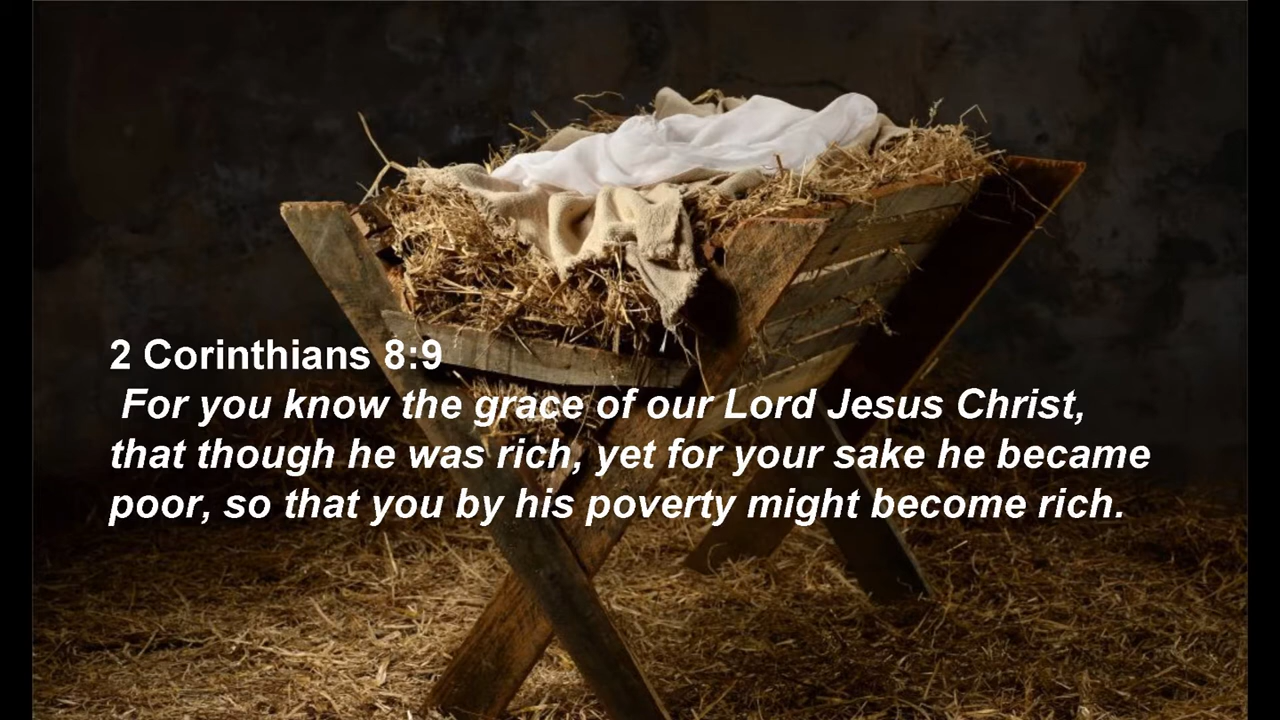 2 Corinthians 8:9
For you know the grace of our Lord Jesus Christ,
that though he was rich, yet for your sake he became
poor, so that you by his poverty might become rich.